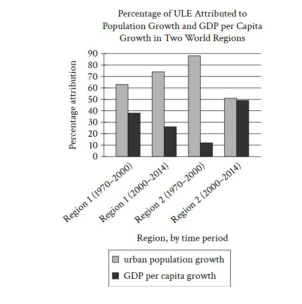 Percentage of ULE Attributed to
Population Growth and GDP per Capita
Growth in Two World Regions
Percentage attribution
90
80
70
60
50
40
30
20
10
0
Region 1 (1970–2000)
Region 1 (2000–2014)
Region 2 (1970–2000)
Region 2 (2000–2014)
Region, by time period
urban population growth
GDP per capita growth